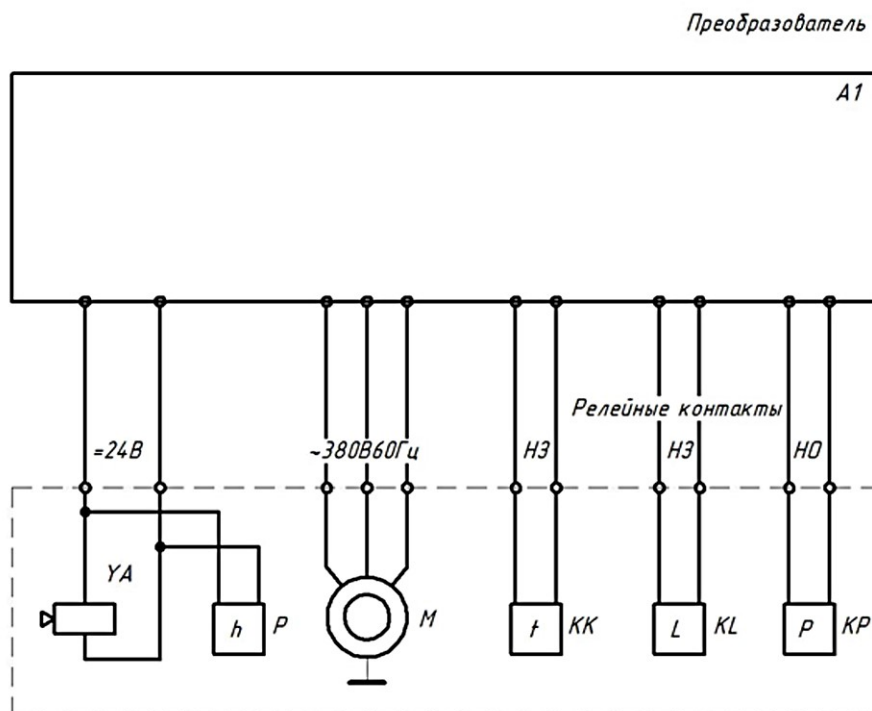 Преобразователь
A1
Релейные контакты
=24В
~380В60Гц
НЗ
НЗ
НО
YA
h
P
M
t
KK
L
KL
P
KP